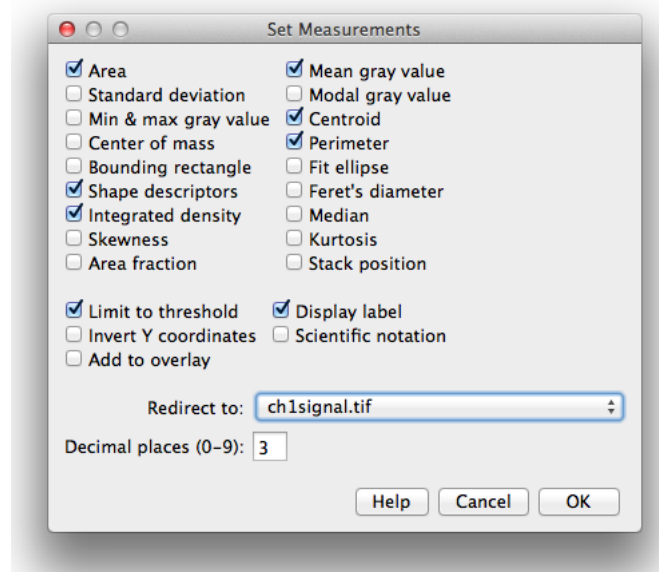 Set Measurements
Area Mean gray value
Standard deviation Modal gray value
Min & max gray value Centroid
Center of mass Perimeter
Bounding rectangle Fit ellipse
Shape descriptors Feret's diameter
Integrated density Median
Skewness Kurtosis
Area fraction Stack position
Limit to threshold Display label
Invert Y coordinates Scientific notation
Add to overlay
Redirect to: ch1signal.tif
Decimal places (0-9): 3
Help Cancel OK